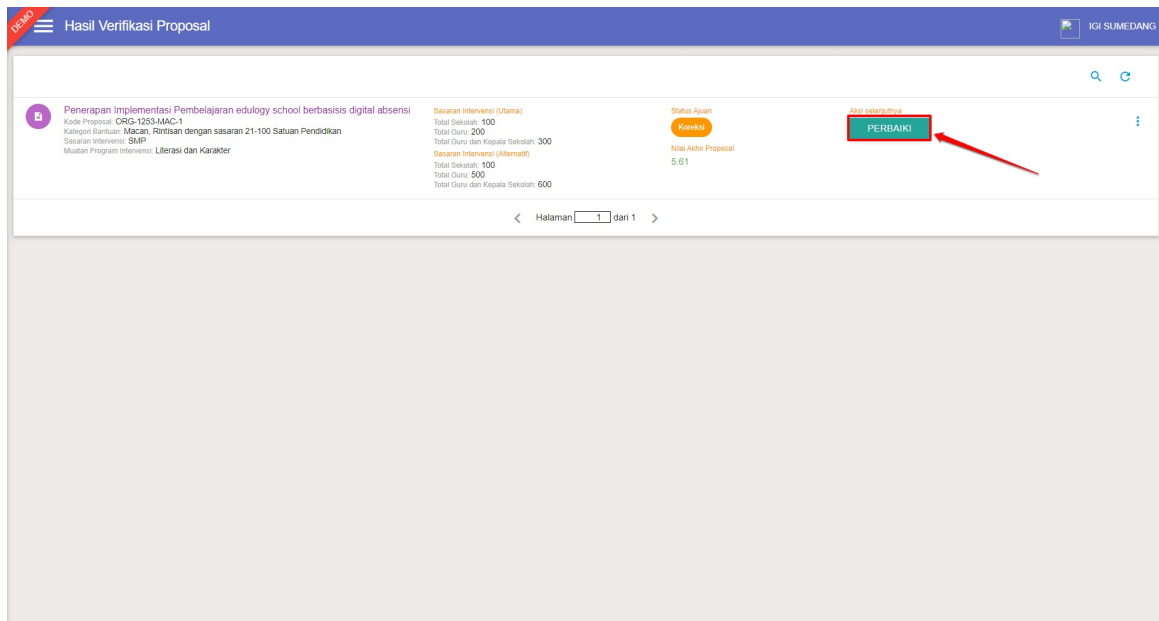 DEMO
Hasil Verifikasi Proposal
IGI SUMEDANG
Penerapan Implementasi Pembelajaran edulogy school berbasisis digital absensi
Kode Proposal: ORG-1253-MAC-1
Kategori Bantuan: Macan, Rintisan dengan sasaran 21-100 Satuan Pendidikan
Sasaran Intervensi: SMP
Muatan Program Intervensi: Literasi dan Karakter
Sasaran Intervensi (Utama)
Total Sekolah: 100
Total Guru: 200
Total Guru dan Kepala Sekolah: 300
Sasaran Intervensi (Alternatif)
Total Sekolah: 100
Total Guru: 500
Total Guru dan Kepala Sekolah: 600
Status Ajuan
Koreksi
Nilai Akhir Proposal
5.61
Aksi selanjutnya
PERBAIKI
Halaman 1 dari 1